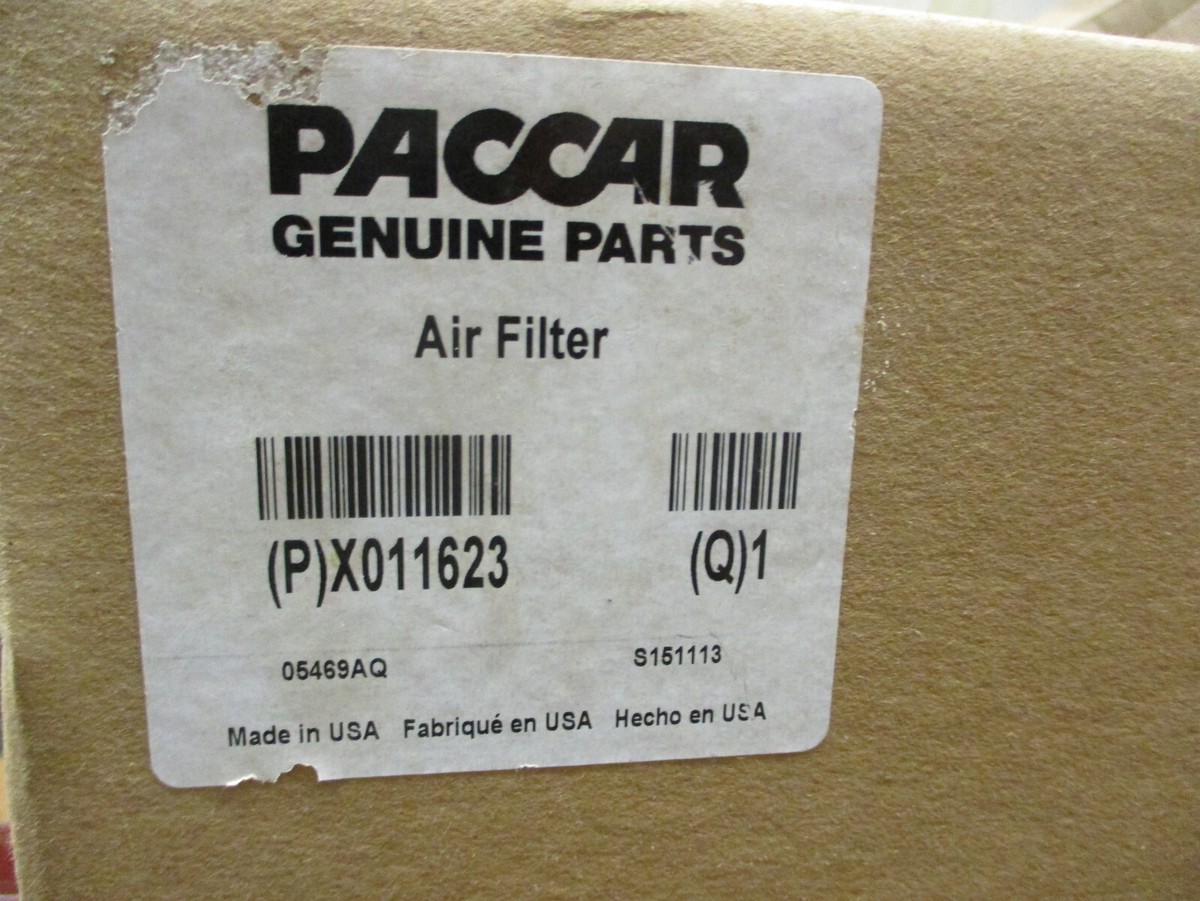 PACCAR
GENUINE PARTS
Air Filter
(P)X011623 (Q)1
05469AQ S151113
Made in USA Fabriqué en USA Hecho en USA